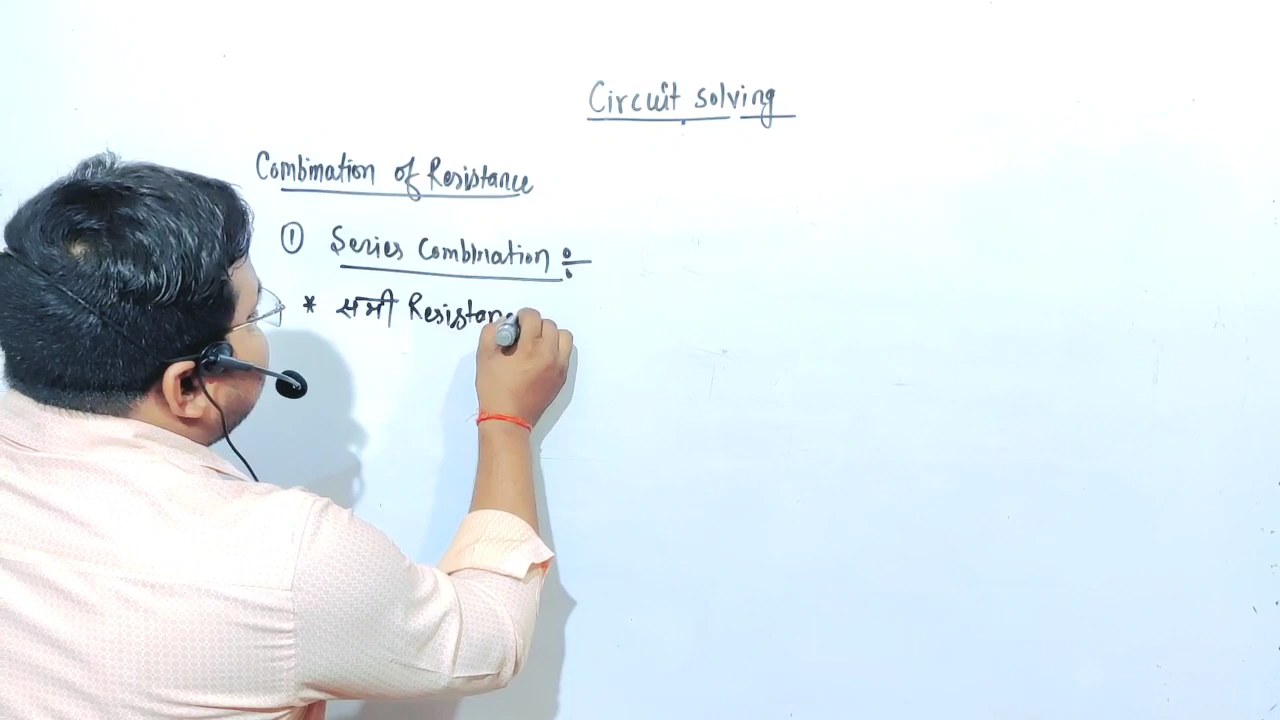 Circuit solving
Combination of Resistance
① Series Combination ÷
* सभी Resistan